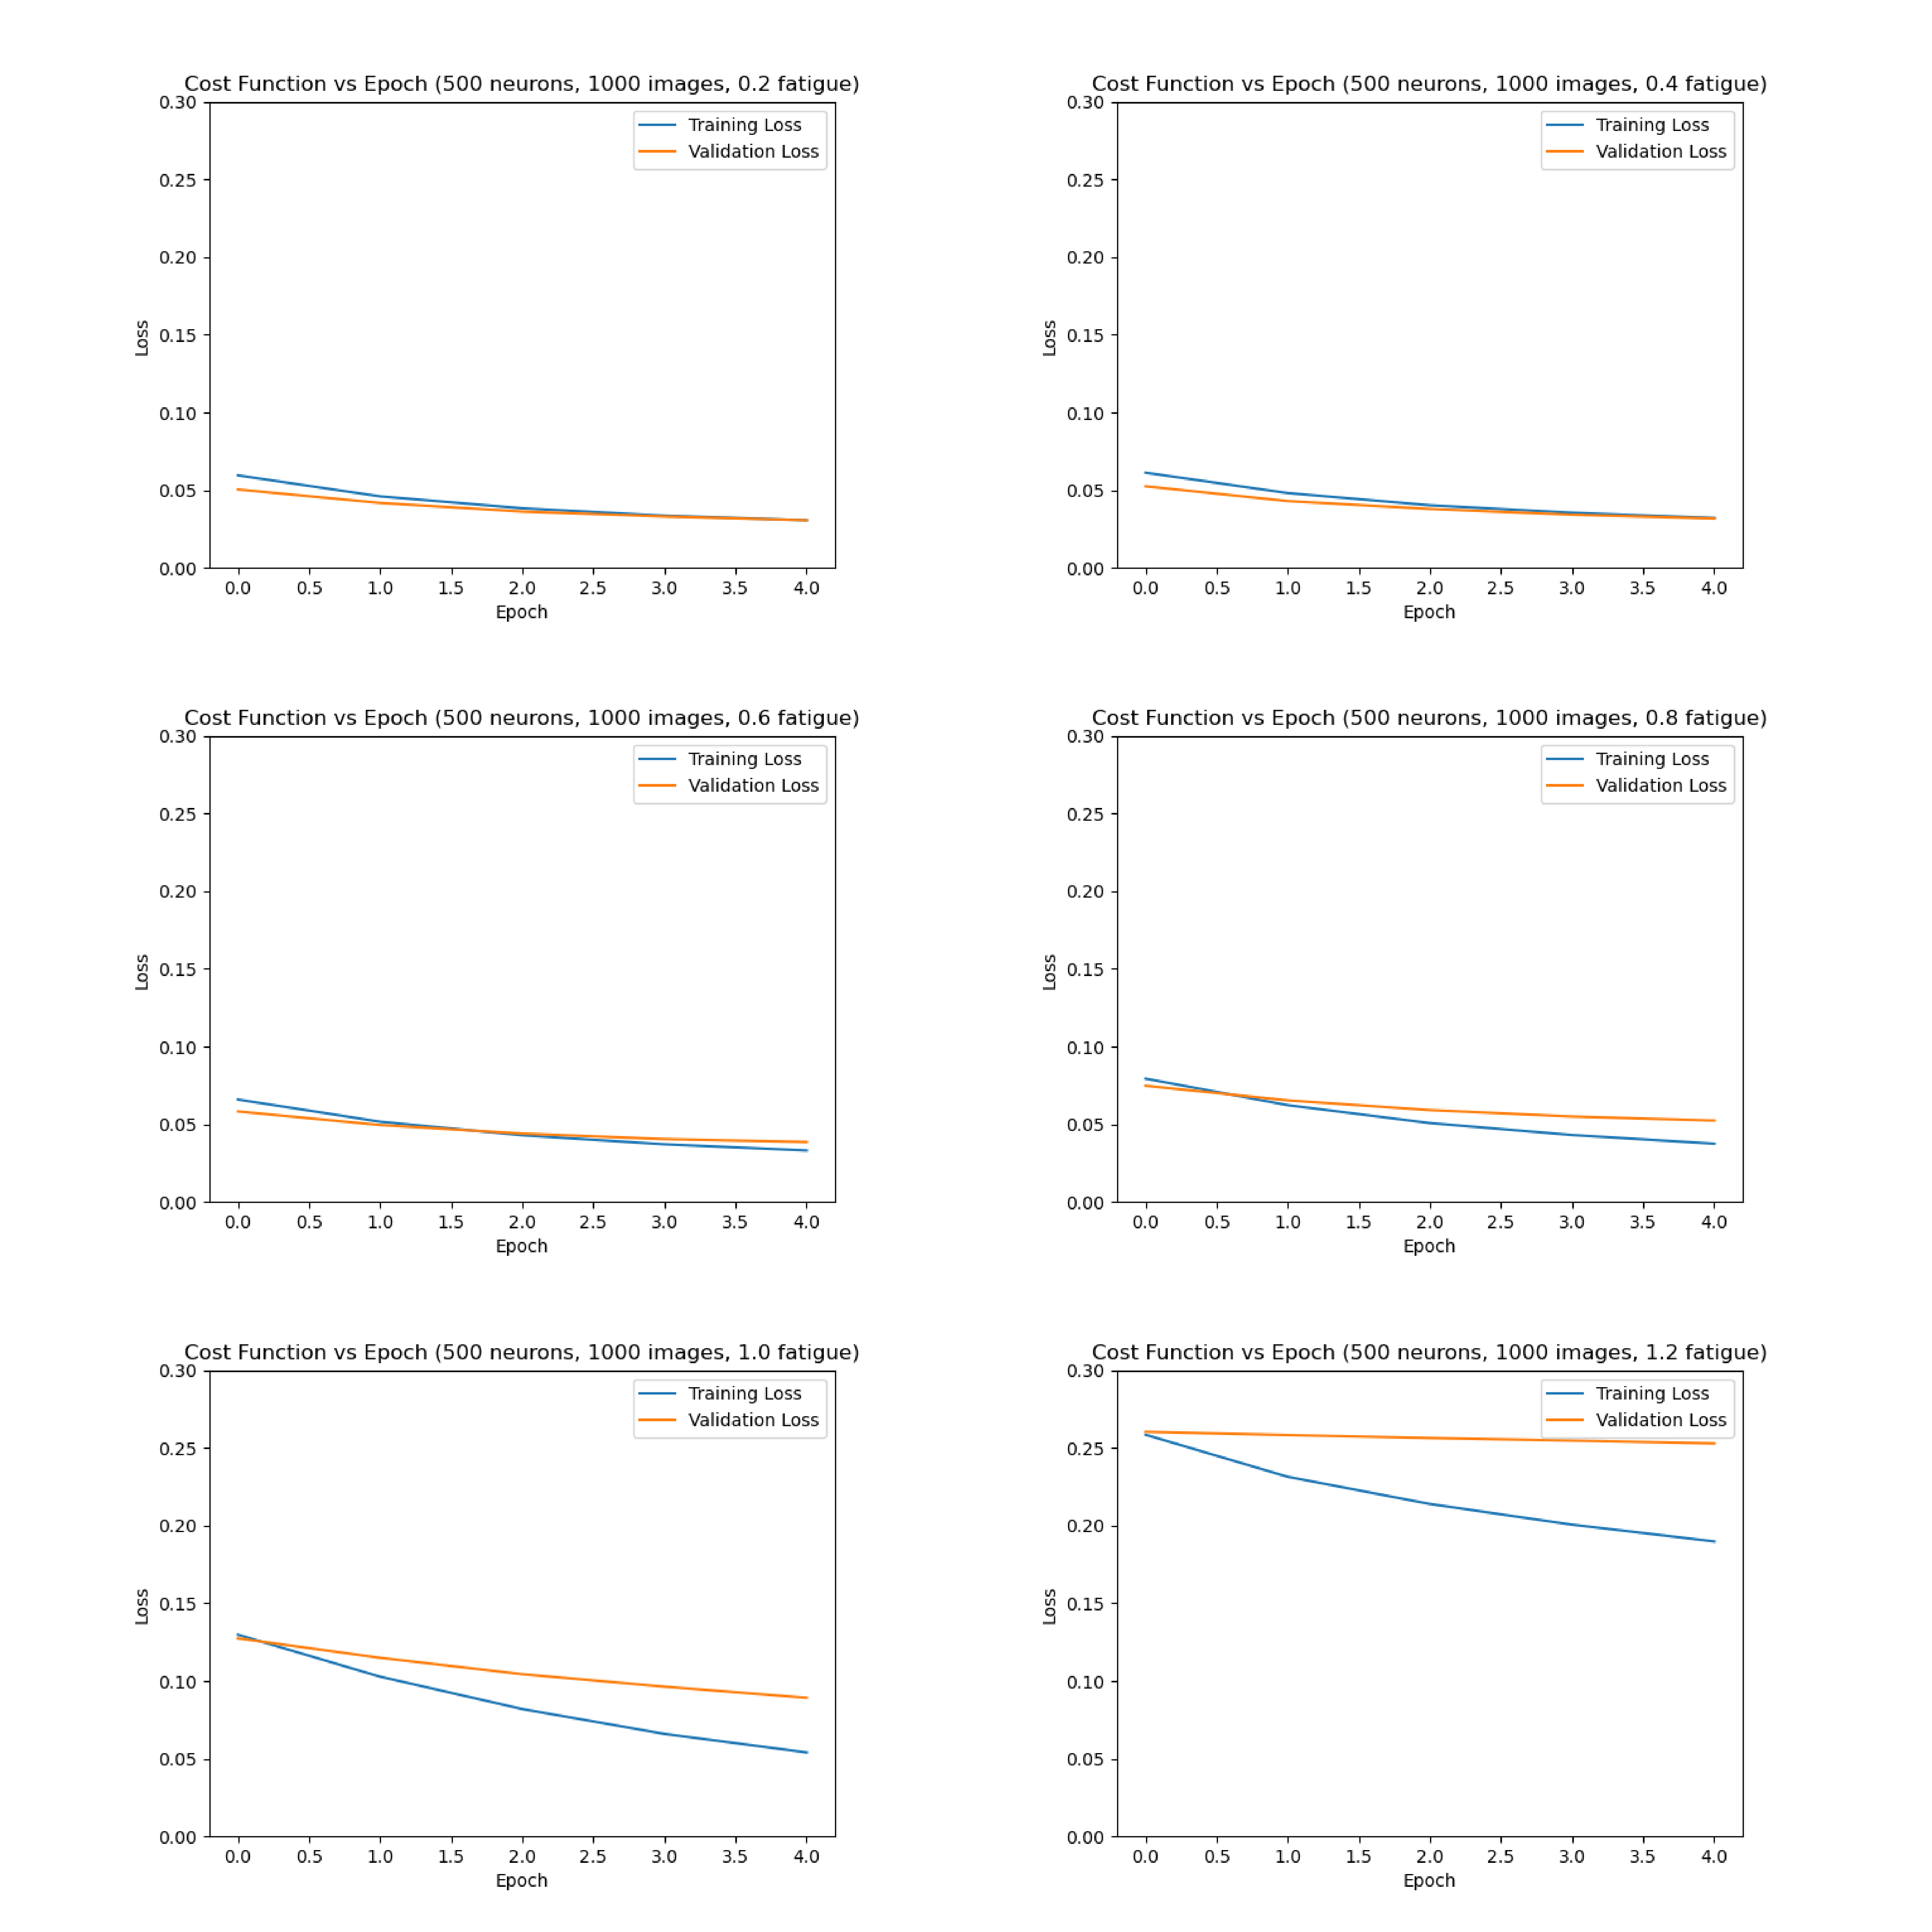 Cost Function vs Epoch (500 neurons, 1000 images, 0.2 fatigue)
0.30
0.25
0.20
0.15
0.10
0.05
0.00
Loss
Training Loss
Validation Loss
0.0 0.5 1.0 1.5 2.0 2.5 3.0 3.5 4.0
Epoch
Cost Function vs Epoch (500 neurons, 1000 images, 0.4 fatigue)
0.30
0.25
0.20
0.15
0.10
0.05
0.00
Loss
Training Loss
Validation Loss
0.0 0.5 1.0 1.5 2.0 2.5 3.0 3.5 4.0
Epoch
Cost Function vs Epoch (500 neurons, 1000 images, 0.6 fatigue)
0.30
0.25
0.20
0.15
0.10
0.05
0.00
Loss
Training Loss
Validation Loss
0.0 0.5 1.0 1.5 2.0 2.5 3.0 3.5 4.0
Epoch
Cost Function vs Epoch (500 neurons, 1000 images, 0.8 fatigue)
0.30
0.25
0.20
0.15
0.10
0.05
0.00
Loss
Training Loss
Validation Loss
0.0 0.5 1.0 1.5 2.0 2.5 3.0 3.5 4.0
Epoch
Cost Function vs Epoch (500 neurons, 1000 images, 1.0 fatigue)
0.30
0.25
0.20
0.15
0.10
0.05
0.00
Loss
Training Loss
Validation Loss
0.0 0.5 1.0 1.5 2.0 2.5 3.0 3.5 4.0
Epoch
Cost Function vs Epoch (500 neurons, 1000 images, 1.2 fatigue)
0.30
0.25
0.20
0.15
0.10
0.05
0.00
Loss
Training Loss
Validation Loss
0.0 0.5 1.0 1.5 2.0 2.5 3.0 3.5 4.0
Epoch